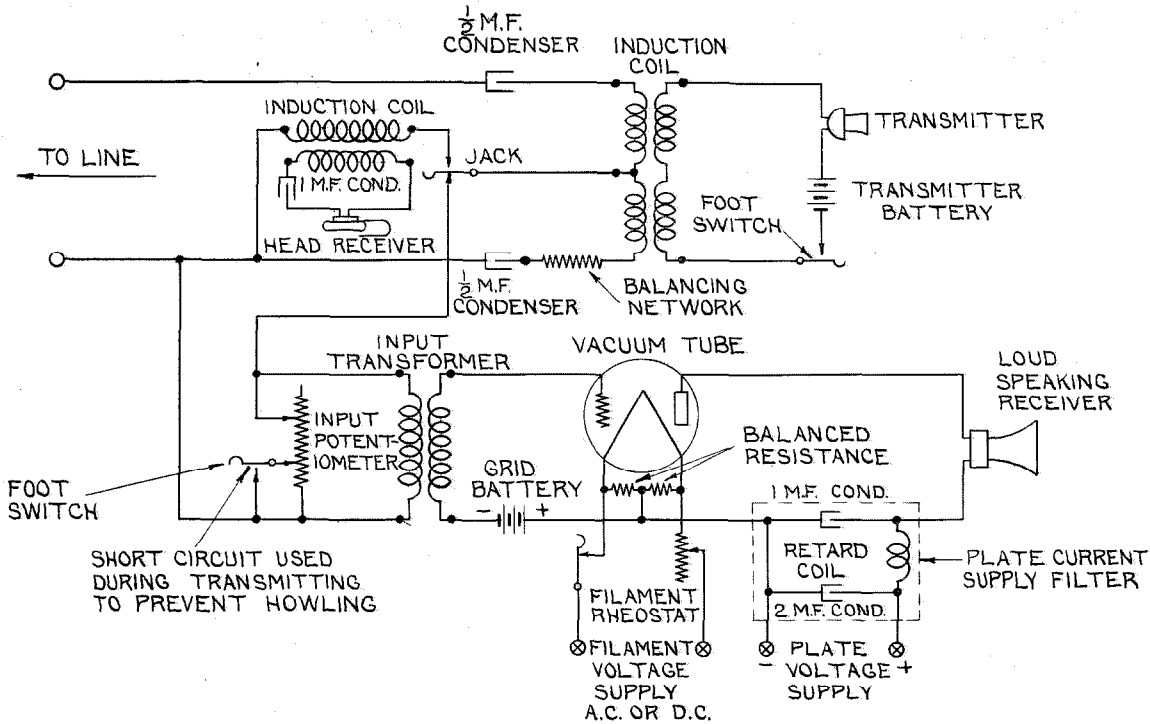 ½ M.F.
CONDENSER
INDUCTION
COIL
INDUCTION COIL
TRANSMITTER
TO LINE
JACK
1 M.F. COND.
FOOT
SWITCH
TRANSMITTER
BATTERY
HEAD RECEIVER
½ M.F.
CONDENSER
BALANCING
NETWORK
INPUT
TRANSFORMER
VACUUM TUBE
LOUD
SPEAKING
RECEIVER
INPUT
POTENT-
IOMETER
BALANCED
RESISTANCE
GRID
BATTERY
- +
FOOT
SWITCH
1 M.F. COND.
SHORT CIRCUIT USED
DURING TRANSMITTING
TO PREVENT HOWLING
RETARD
COIL
PLATE CURRENT
SUPPLY FILTER
2 M.F. COND.
FILAMENT
RHEOSTAT
FILAMENT
VOLTAGE
SUPPLY
A.C. OR D.C.
- PLATE +
VOLTAGE
SUPPLY